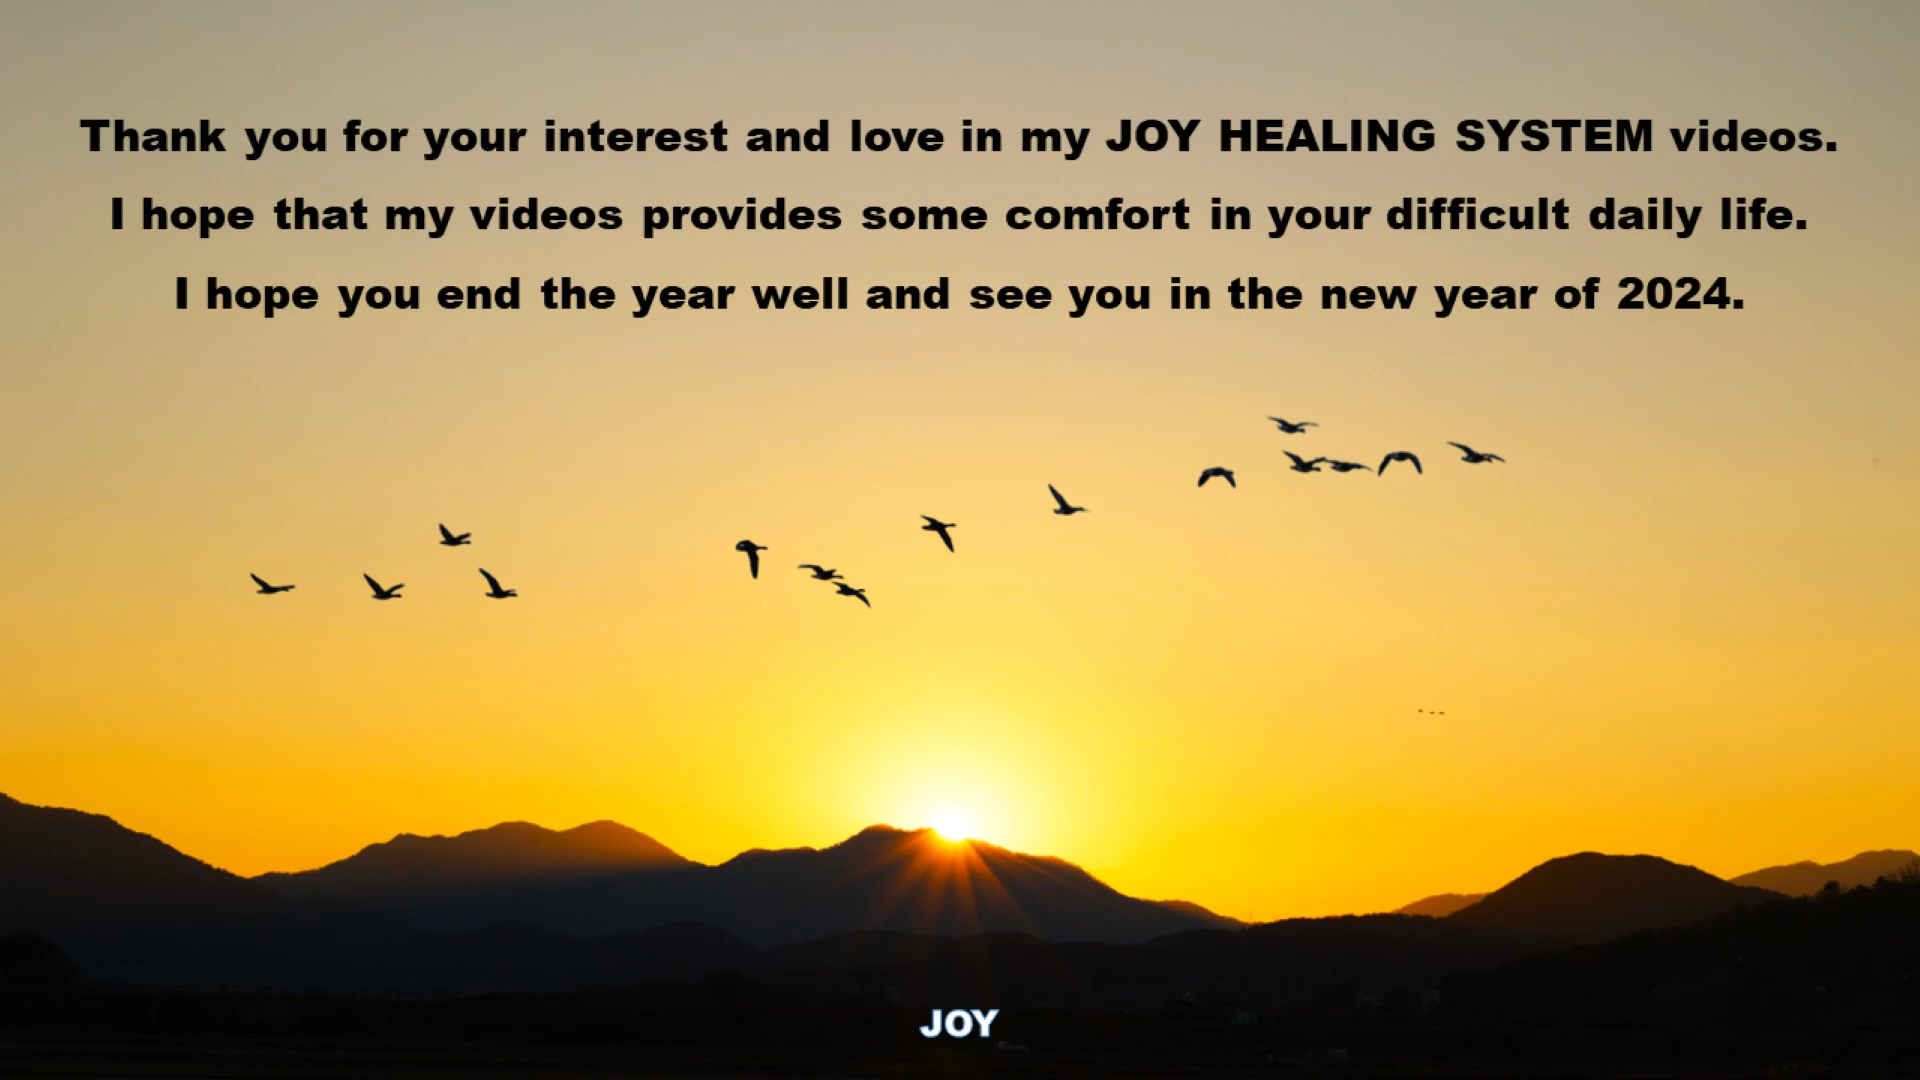 Thank you for your interest and love in my JOY HEALING SYSTEM videos.
I hope that my videos provides some comfort in your difficult daily life.
I hope you end the year well and see you in the new year of 2024.
JOY